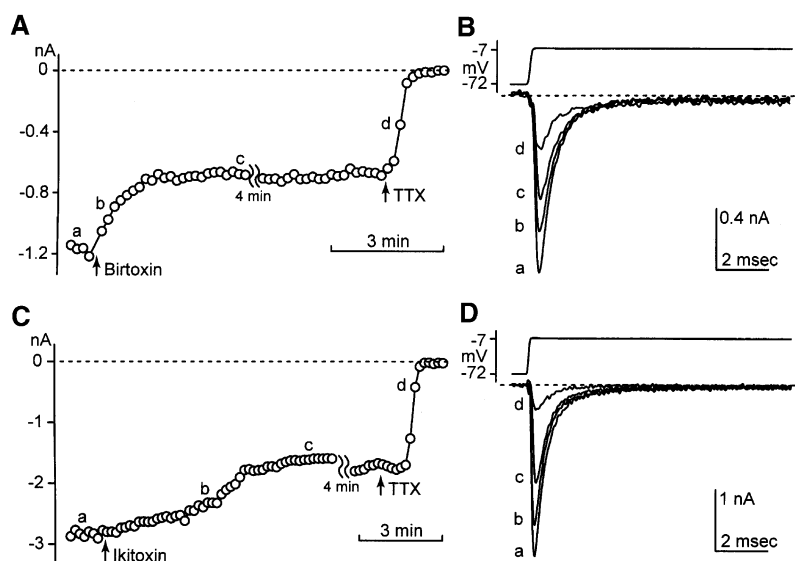 A
nA
0
-0.4
-0.8
-1.2
a
b
c
d
4 min
Birtoxin
TTX
3 min
B
-7
mV
-72
d
c
b
a
0.4 nA
2 msec
C
nA
0
-1
-2
-3
a
b
c
d
4 min
Ikitoxin
TTX
3 min
D
-7
mV
-72
d
c
b
a
1 nA
2 msec